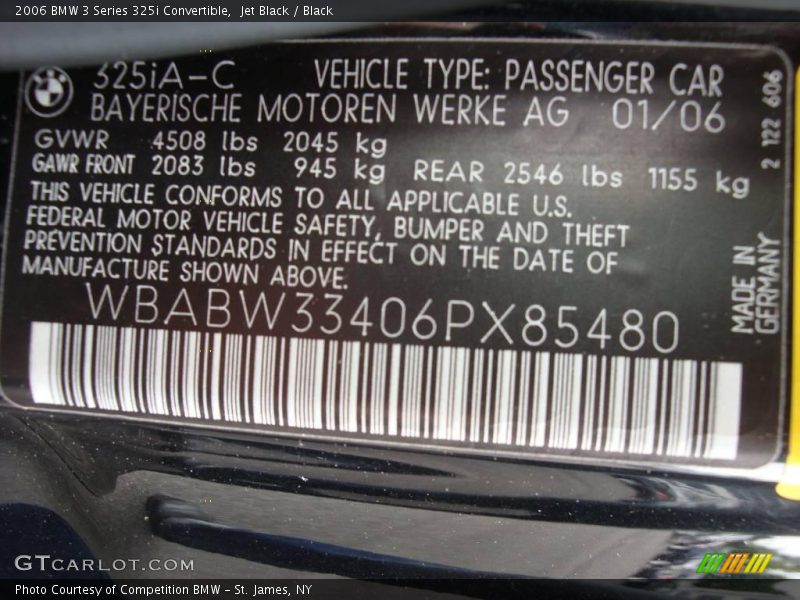 2006 BMW 3 Series 325i Convertible, Jet Black / Black
325iA-C VEHICLE TYPE: PASSENGER CAR
BAYERISCHE MOTOREN WERKE AG 01/06
GVWR 4508 lbs 2045 kg
GAWR FRONT 2083 lbs 945 kg REAR 2546 lbs 1155 kg
THIS VEHICLE CONFORMS TO ALL APPLICABLE U.S.
FEDERAL MOTOR VEHICLE SAFETY, BUMPER AND THEFT
PREVENTION STANDARDS IN EFFECT ON THE DATE OF
MANUFACTURE SHOWN ABOVE.
WBABW33406PX85480
2 122 606
MADE IN
GERMANY
GTCARLOT.COM
Photo Courtesy of Competition BMW - St. James, NY